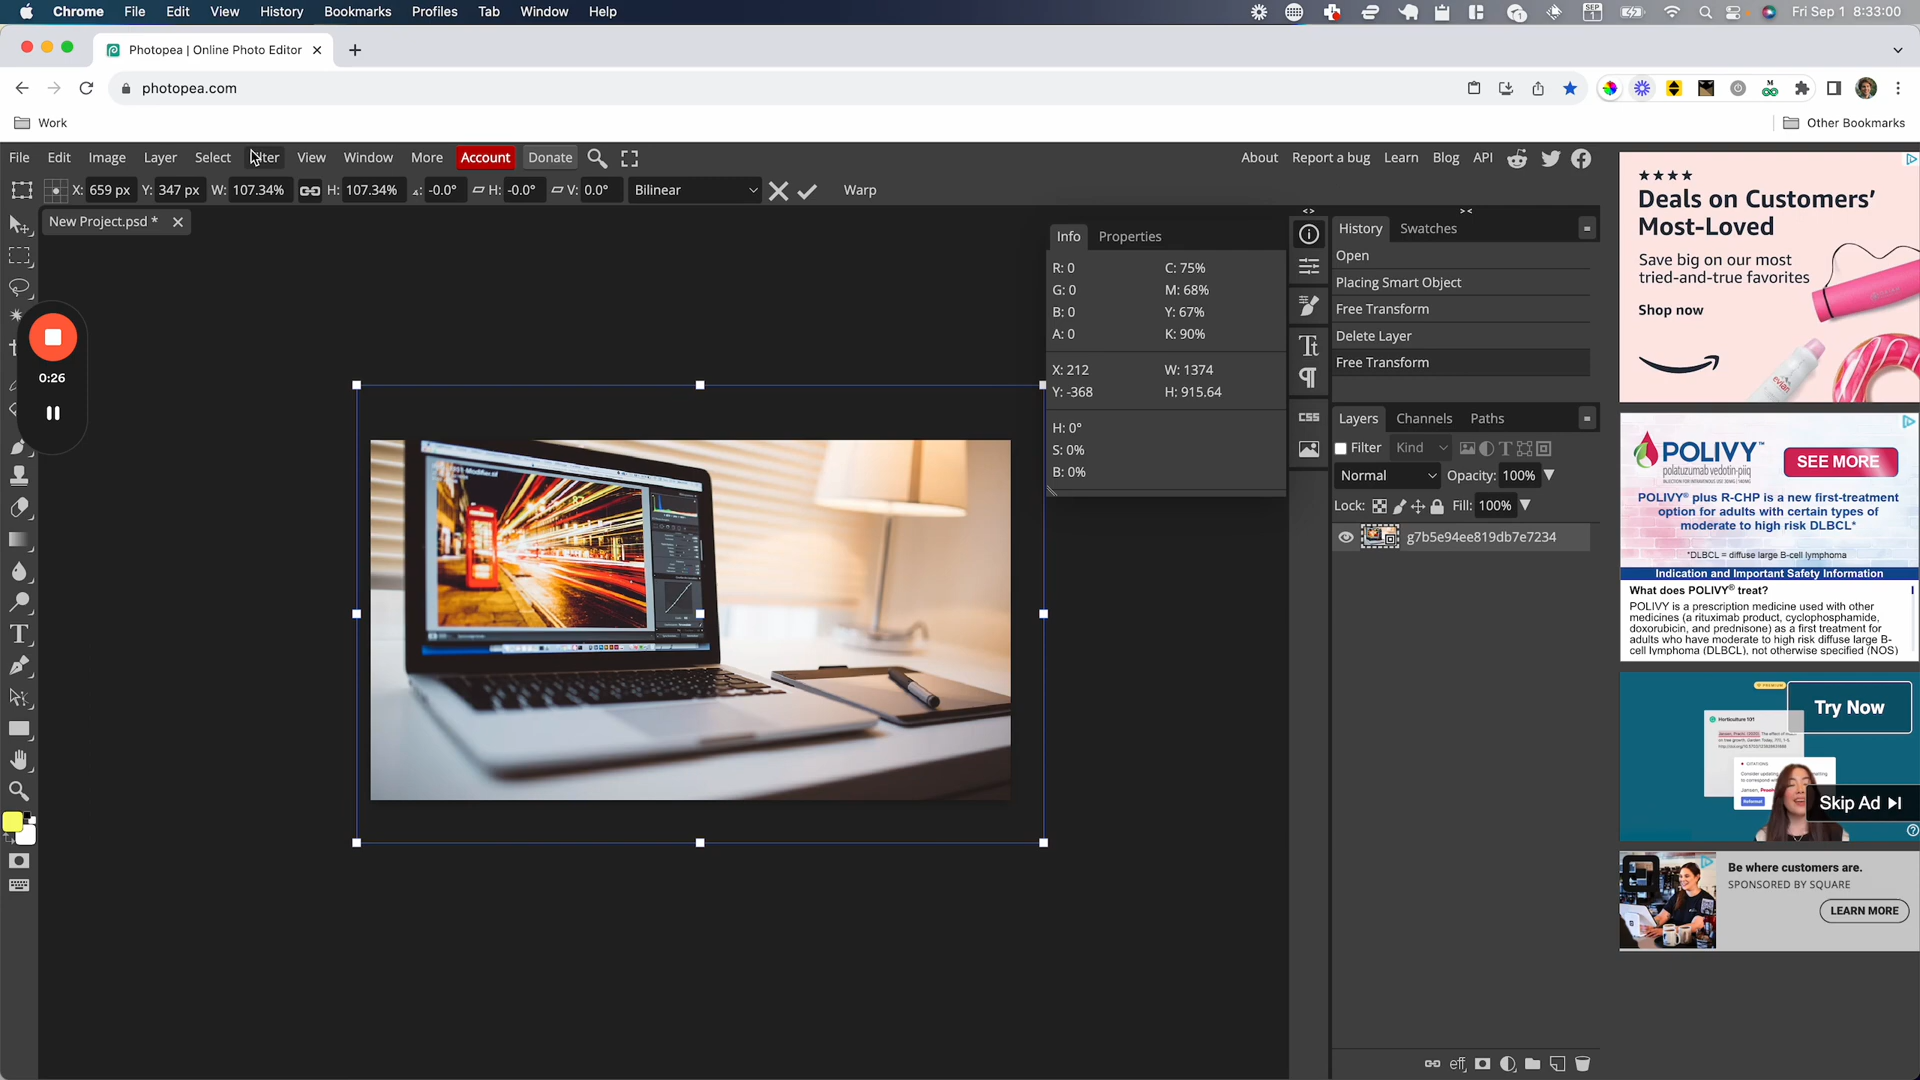 Chrome File Edit View History Bookmarks Profiles Tab Window Help
SEP 1 Fri Sep 1 8:33:00
Photopea | Online Photo Editor
photopea.com
Work
Other Bookmarks
File Edit Image Layer Select Filter View Window More Account Donate
About Report a bug Learn Blog API
X: 659 px Y: 347 px W: 107.34% H: 107.34% -0.0° H: -0.0° V: 0.0° Bilinear Warp
New Project.psd *
0:26
Info Properties
R: 0 C: 75%
G: 0 M: 68%
B: 0 Y: 67%
A: 0 K: 90%
X: 212 W: 1374
Y: -368 H: 915.64
H: 0°
S: 0%
B: 0%
CSS
History Swatches
Open
Placing Smart Object
Free Transform
Delete Layer
Free Transform
Layers Channels Paths
Filter Kind
Normal Opacity: 100%
Lock: Fill: 100%
g7b5e94ee819db7e7234
eff
Deals on Customers’
Most-Loved
Save big on our most
tried-and-true favorites
Shop now
evian
POLIVY™
polatuzumab vedotin-piiq
SEE MORE
POLIVY® plus R-CHP is a new first-treatment
option for adults with certain types of
moderate to high risk DLBCL*
*DLBCL = diffuse large B-cell lymphoma
Indication and Important Safety Information
What does POLIVY® treat?
POLIVY is a prescription medicine used with other
medicines (a rituximab product, cyclophosphamide,
doxorubicin, and prednisone) as a first treatment for
adults who have moderate to high risk diffuse large B-
cell lymphoma (DLBCL), not otherwise specified (NOS)
Try Now
Horticulture 101
CITATIONS
Skip Ad
Be where customers are.
SPONSORED BY SQUARE
LEARN MORE